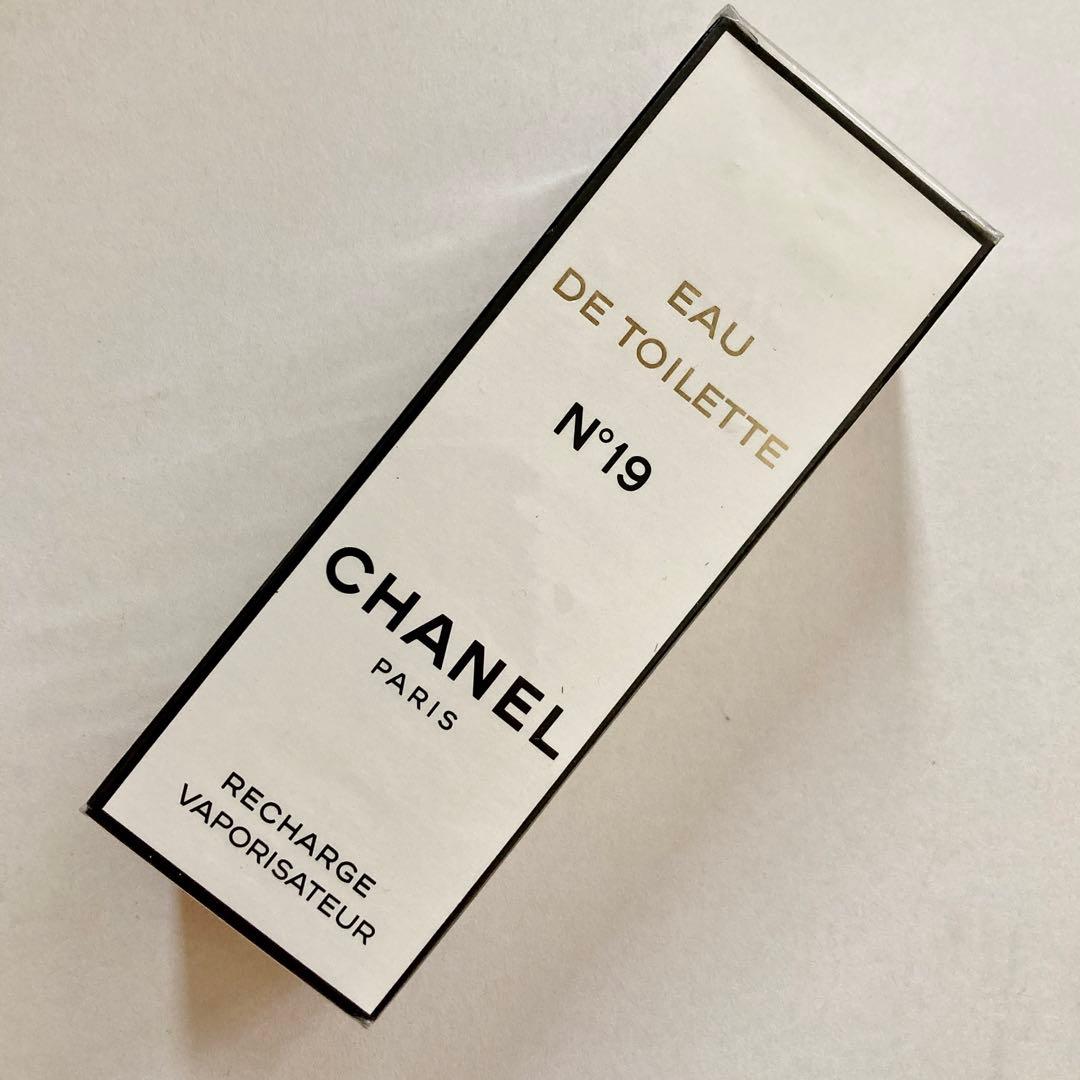 EAU
DE TOILETTE
N°19
CHANEL
PARIS
RECHARGE
VAPORISATEUR